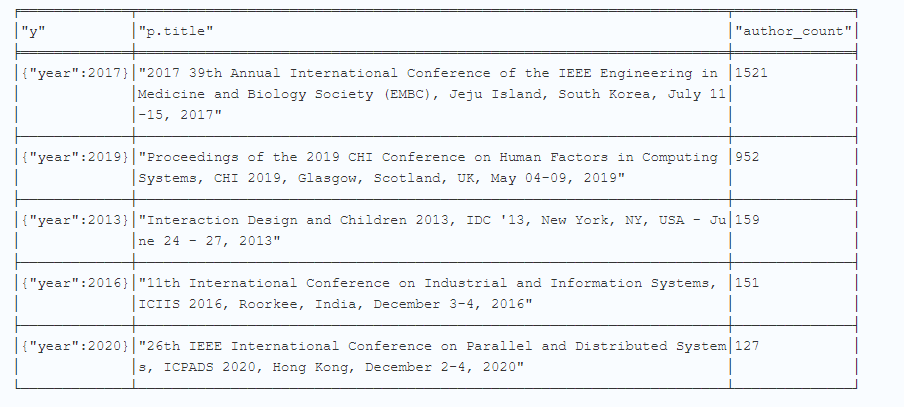 "y" "p.title" "author_count"
{"year":2017} "2017 39th Annual International Conference of the IEEE Engineering in 1521
Medicine and Biology Society (EMBC), Jeju Island, South Korea, July 11
-15, 2017"
{"year":2019} "Proceedings of the 2019 CHI Conference on Human Factors in Computing 952
Systems, CHI 2019, Glasgow, Scotland, UK, May 04-09, 2019"
{"year":2013} "Interaction Design and Children 2013, IDC '13, New York, NY, USA - Ju 159
ne 24 - 27, 2013"
{"year":2016} "11th International Conference on Industrial and Information Systems, 151
ICIIS 2016, Roorkee, India, December 3-4, 2016"
{"year":2020} "26th IEEE International Conference on Parallel and Distributed System 127
s, ICPADS 2020, Hong Kong, December 2-4, 2020"